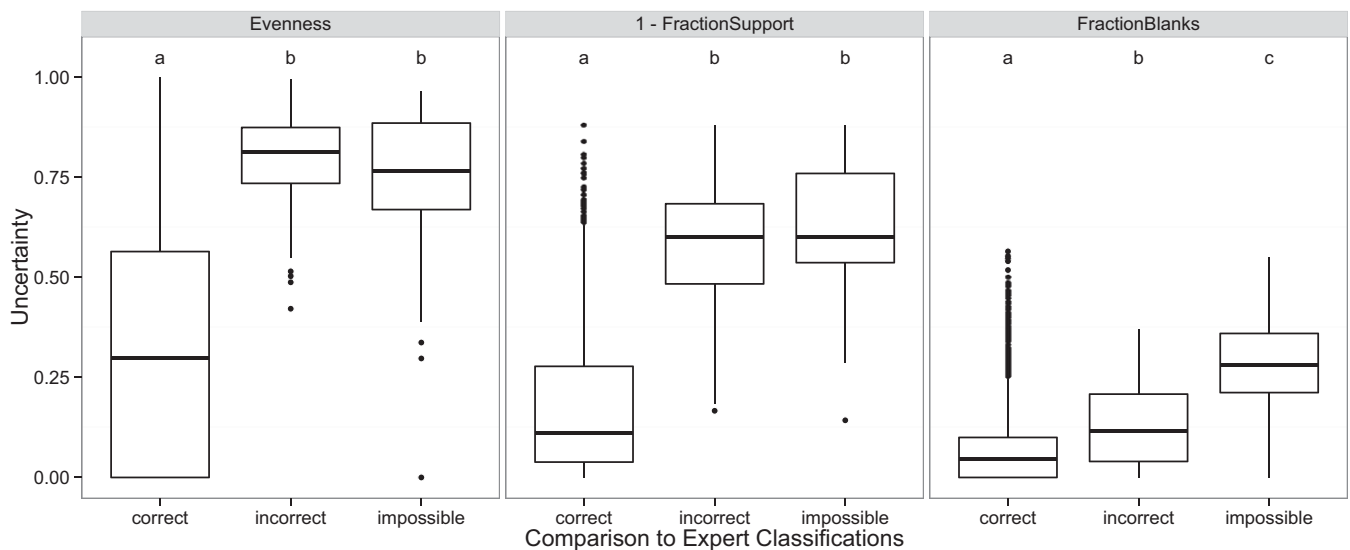 Evenness
1 - FractionSupport
FractionBlanks
a b b
a b b
a b c
Uncertainty
1.00
0.75
0.50
0.25
0.00
correct incorrect impossible
correct incorrect impossible
correct incorrect impossible
Comparison to Expert Classifications